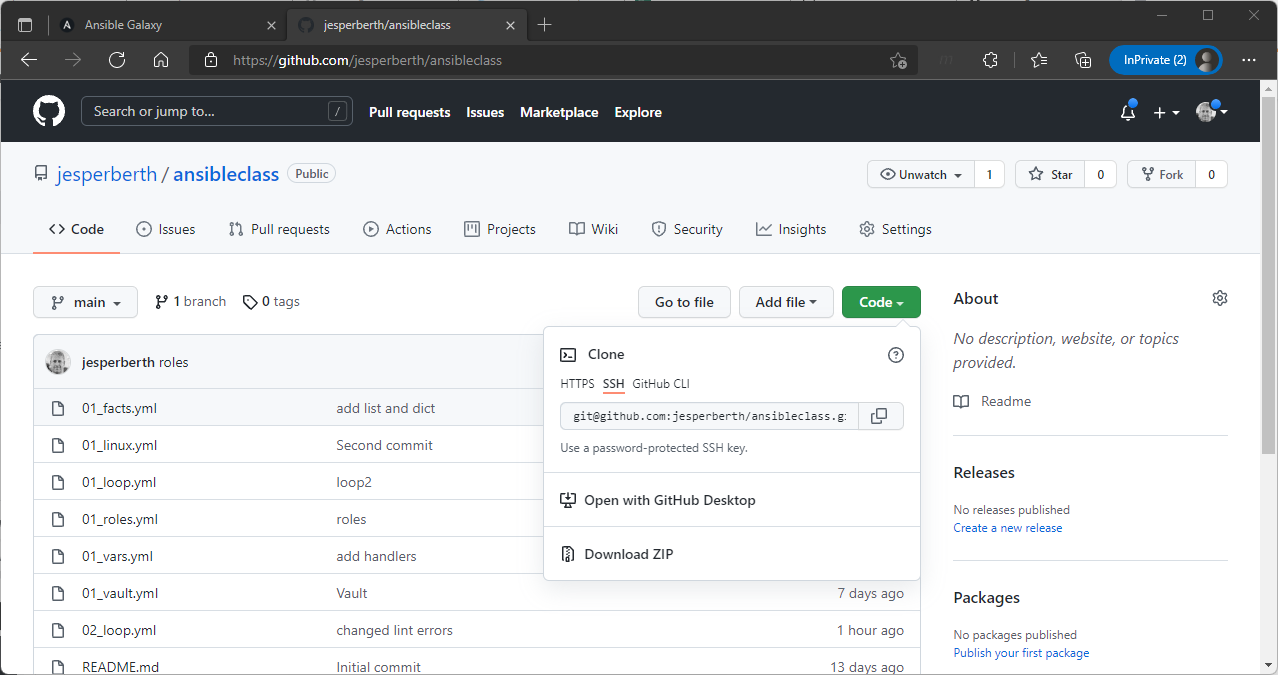 Ansible Galaxy
jesperberth/ansibleclass
https://github.com/jesperberth/ansibleclass
InPrivate (2)
Search or jump to...
/
Pull requests Issues Marketplace Explore
jesperberth / ansibleclass Public
Unwatch 1 Star 0 Fork 0
Code Issues Pull requests Actions Projects Wiki Security Insights Settings
main 1 branch 0 tags Go to file Add file Code
jesperberth roles
01_facts.yml add list and dict
01_linux.yml Second commit
01_loop.yml loop2
01_roles.yml roles
01_vars.yml add handlers
01_vault.yml Vault 7 days ago
02_loop.yml changed lint errors 1 hour ago
README.md Initial commit 13 days ago
Clone
HTTPS SSH GitHub CLI
git@github.com:jesperberth/ansibleclass.gi
Use a password-protected SSH key.
Open with GitHub Desktop
Download ZIP
About
No description, website, or topics
provided.
Readme
Releases
No releases published
Create a new release
Packages
No packages published
Publish your first package